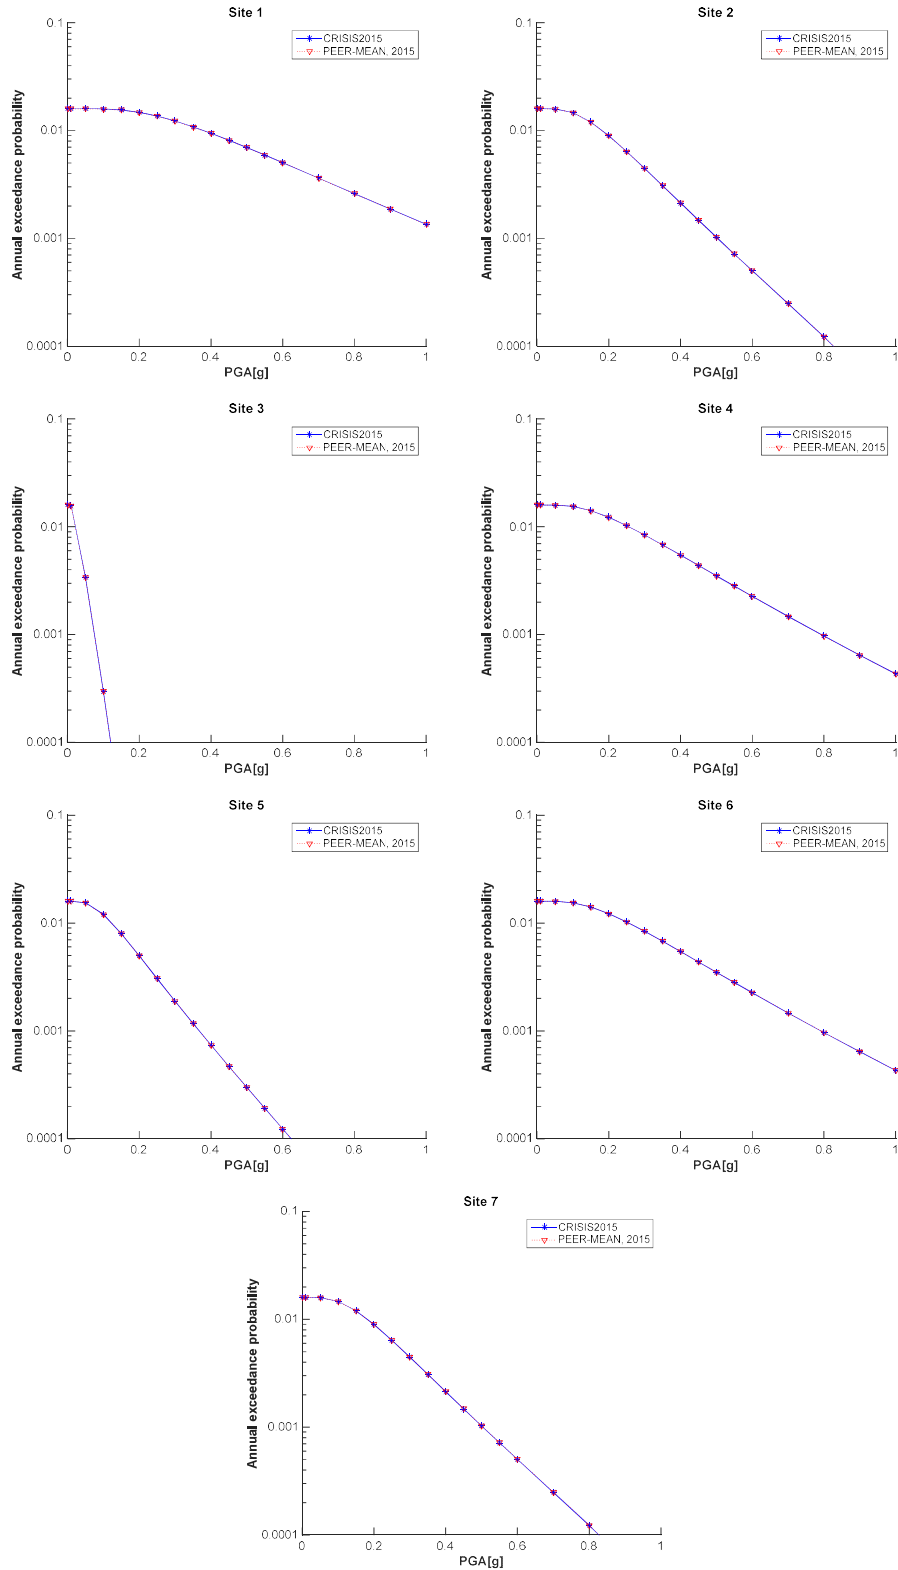 Site 1
0.1
CRISIS2015
PEER-MEAN, 2015
0.01
0.001
0.0001
Annual exceedance probability
0 0.2 0.4 0.6 0.8 1
PGA[g]
Site 2
0.1
CRISIS2015
PEER-MEAN, 2015
0.01
0.001
0.0001
Annual exceedance probability
0 0.2 0.4 0.6 0.8 1
PGA[g]
Site 3
0.1
CRISIS2015
PEER-MEAN, 2015
0.01
0.001
0.0001
Annual exceedance probability
0 0.2 0.4 0.6 0.8 1
PGA[g]
Site 4
0.1
CRISIS2015
PEER-MEAN, 2015
0.01
0.001
0.0001
Annual exceedance probability
0 0.2 0.4 0.6 0.8 1
PGA[g]
Site 5
0.1
CRISIS2015
PEER-MEAN, 2015
0.01
0.001
0.0001
Annual exceedance probability
0 0.2 0.4 0.6 0.8 1
PGA[g]
Site 6
0.1
CRISIS2015
PEER-MEAN, 2015
0.01
0.001
0.0001
Annual exceedance probability
0 0.2 0.4 0.6 0.8 1
PGA[g]
Site 7
0.1
CRISIS2015
PEER-MEAN, 2015
0.01
0.001
0.0001
Annual exceedance probability
0 0.2 0.4 0.6 0.8 1
PGA[g]